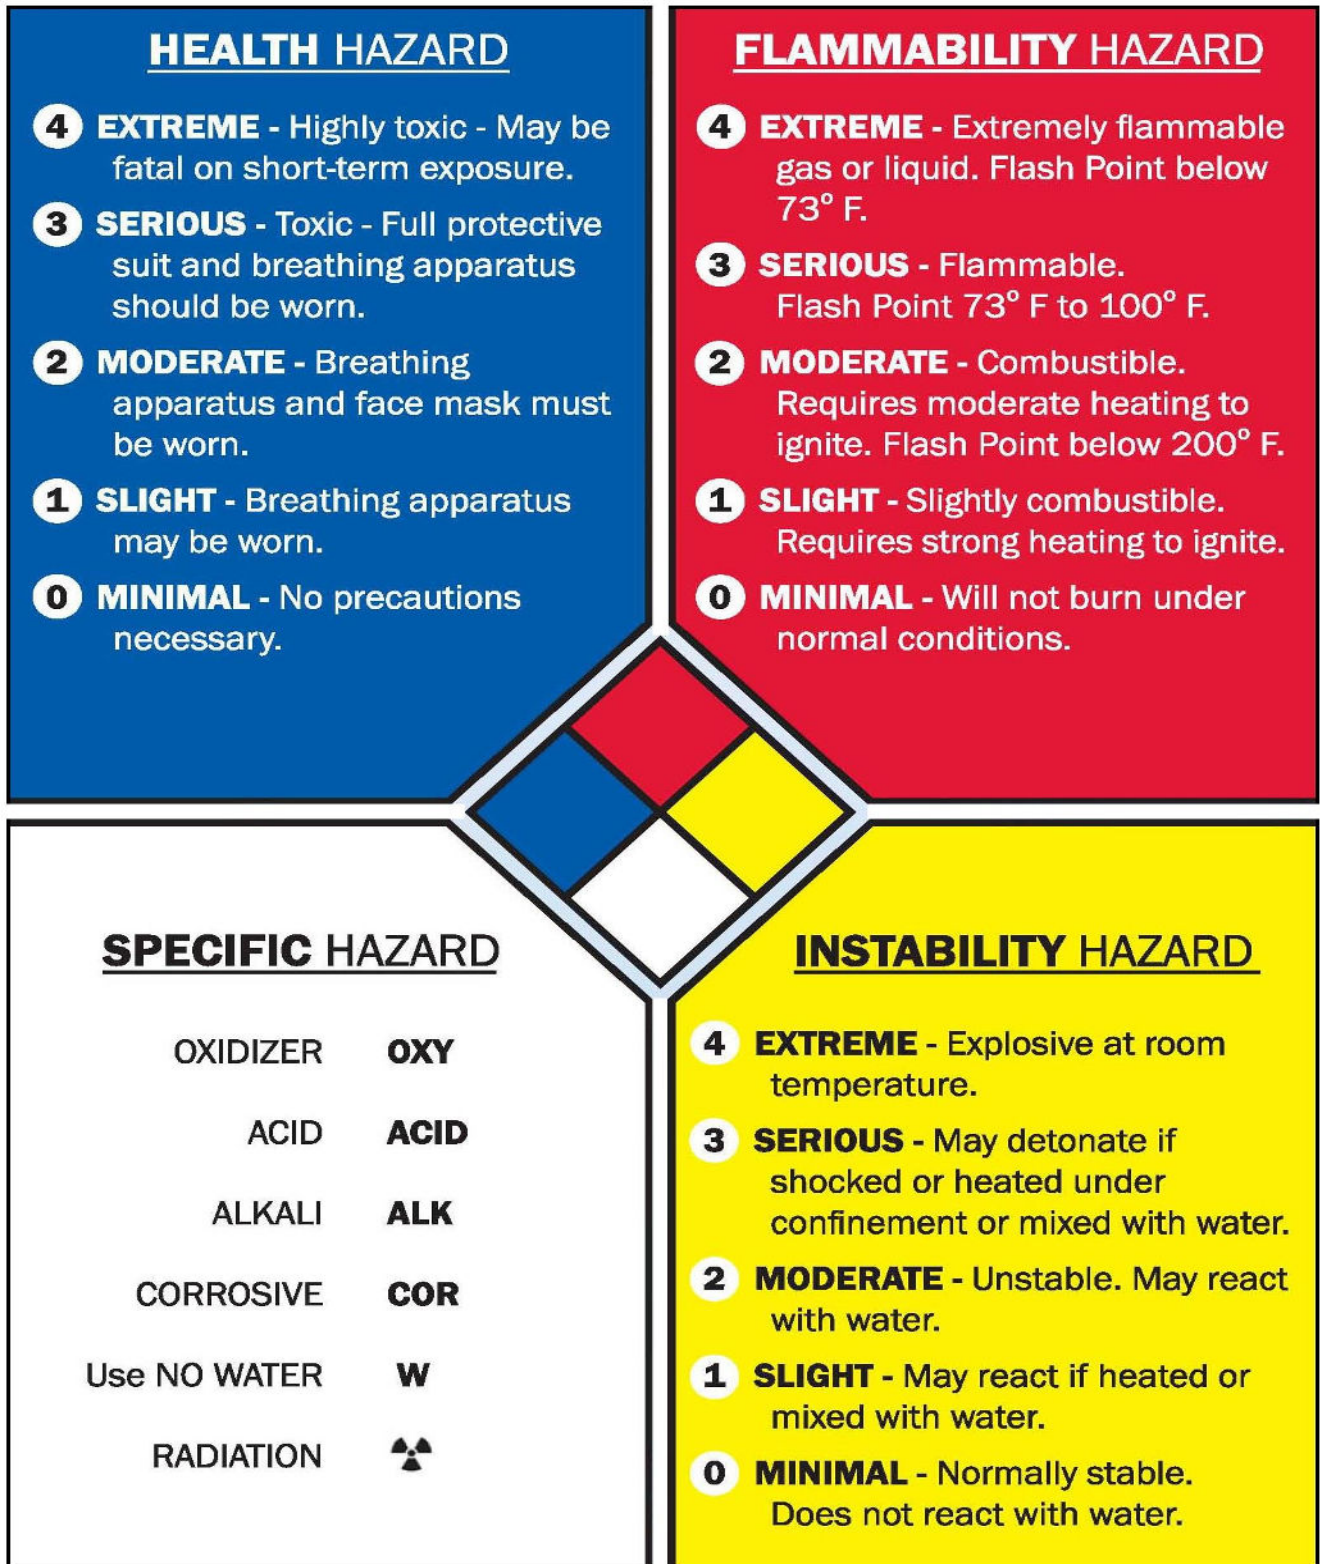 HEALTH HAZARD
4 EXTREME - Highly toxic - May be
fatal on short-term exposure.
3 SERIOUS - Toxic - Full protective
suit and breathing apparatus
should be worn.
2 MODERATE - Breathing
apparatus and face mask must
be worn.
1 SLIGHT - Breathing apparatus
may be worn.
0 MINIMAL - No precautions
necessary.
FLAMMABILITY HAZARD
4 EXTREME - Extremely flammable
gas or liquid. Flash Point below
73° F.
3 SERIOUS - Flammable.
Flash Point 73° F to 100° F.
2 MODERATE - Combustible.
Requires moderate heating to
ignite. Flash Point below 200° F.
1 SLIGHT - Slightly combustible.
Requires strong heating to ignite.
0 MINIMAL - Will not burn under
normal conditions.
SPECIFIC HAZARD
OXIDIZER OXY
ACID ACID
ALKALI ALK
CORROSIVE COR
Use NO WATER W
RADIATION
INSTABILITY HAZARD
4 EXTREME - Explosive at room
temperature.
3 SERIOUS - May detonate if
shocked or heated under
confinement or mixed with water.
2 MODERATE - Unstable. May react
with water.
1 SLIGHT - May react if heated or
mixed with water.
0 MINIMAL - Normally stable.
Does not react with water.